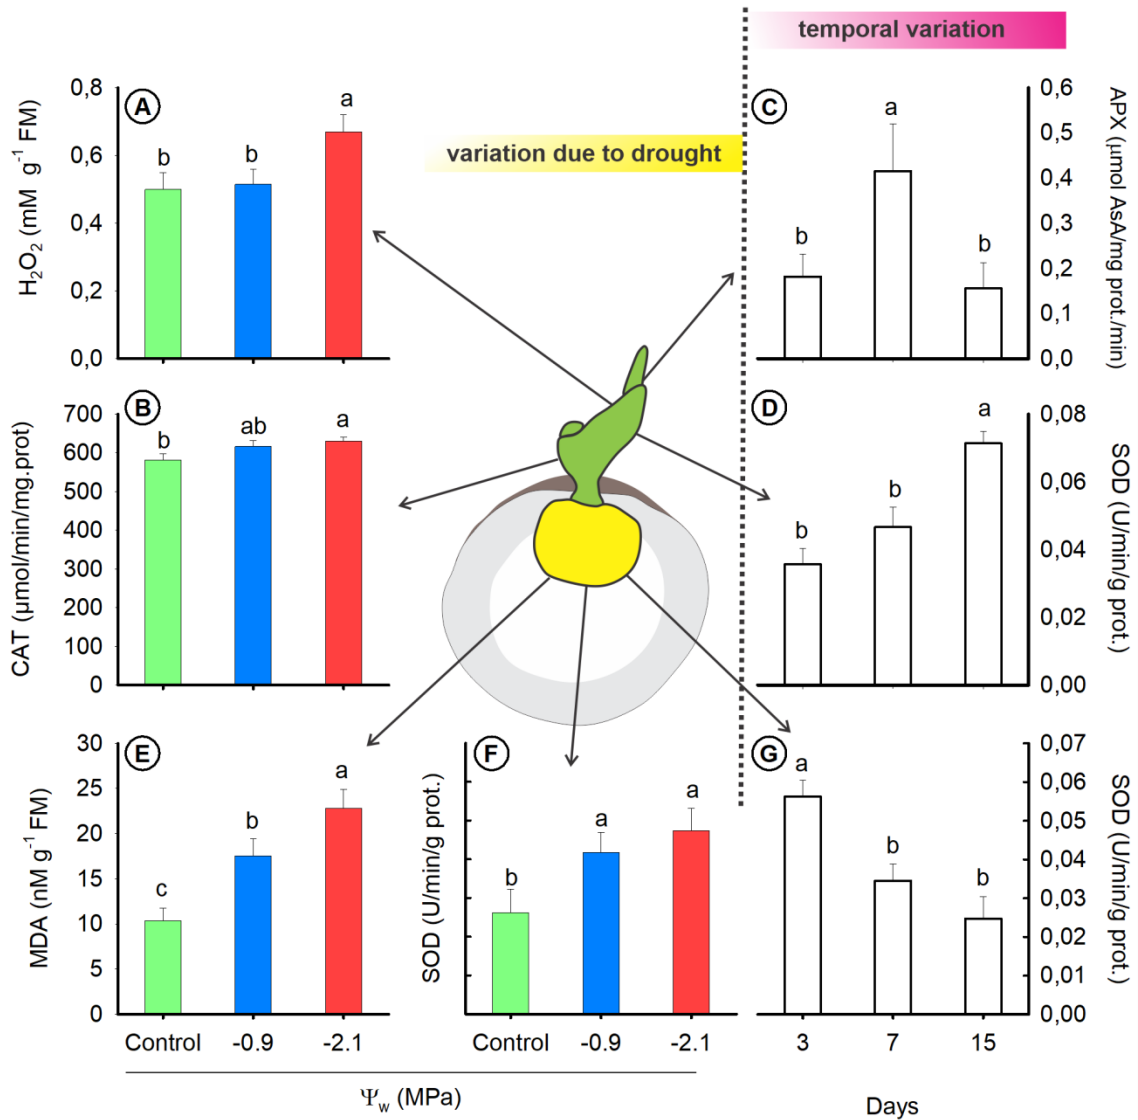 temporal variation
variation due to drought
A
H₂O₂ (mM g⁻¹ FM)
0,8
0,6
0,4
0,2
0,0
b
b
a
C
APX (μmol AsA/mg prot./min)
0,6
0,5
0,4
0,3
0,2
0,1
0,0
b
a
b
B
CAT (μmol/min/mg.prot)
700
600
500
400
300
200
100
0
b
ab
a
D
SOD (U/min/g prot.)
0,08
0,06
0,04
0,02
0,00
b
b
a
E
MDA (nM g⁻¹ FM)
30
25
20
15
10
5
0
c
b
a
Control
-0.9
-2.1
F
SOD (U/min/g prot.)
b
a
a
Control
-0.9
-2.1
Ψw (MPa)
G
SOD (U/min/g prot.)
0,07
0,06
0,05
0,04
0,03
0,02
0,01
0,00
a
b
b
3
7
15
Days